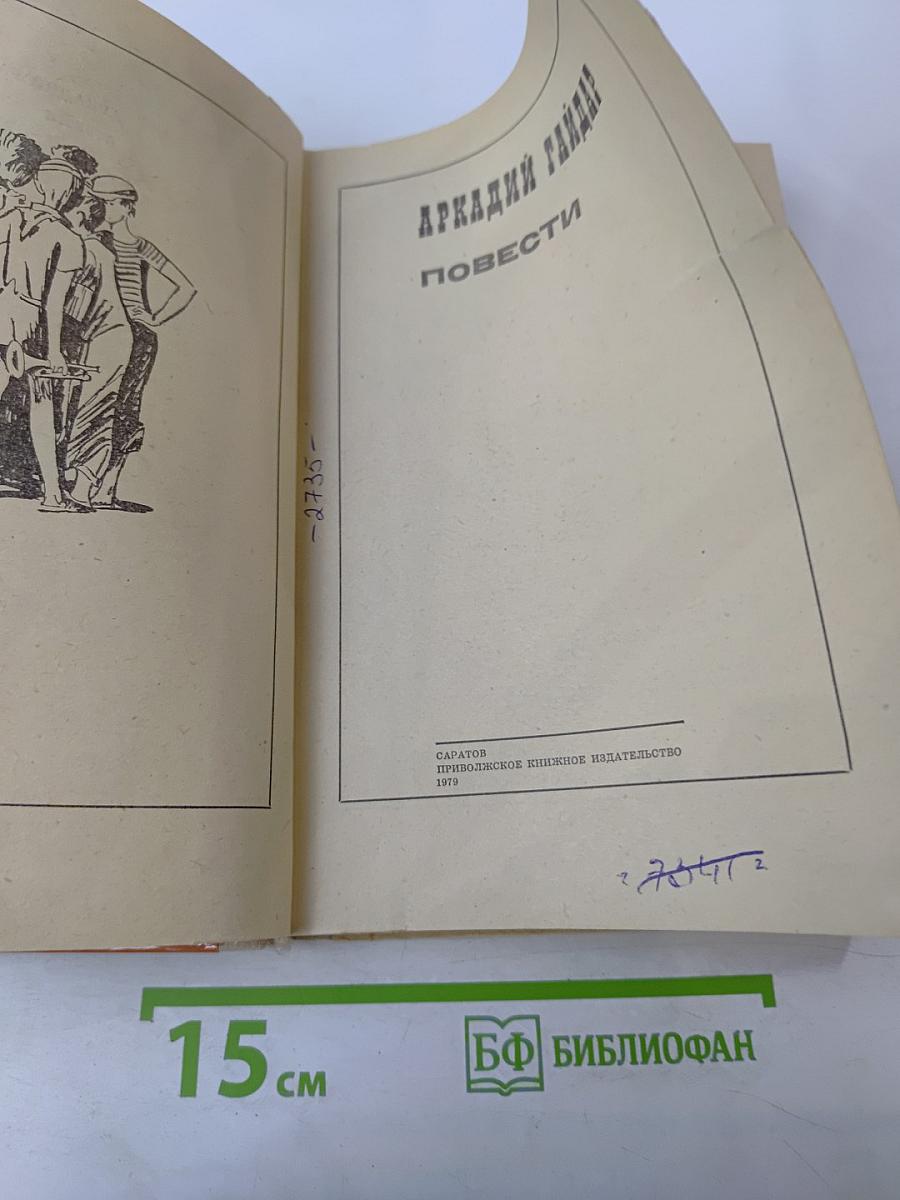 АРКАДИЙ ГАЙДАР
ПОВЕСТИ
-2735-
САРАТОВ
ПРИВОЛЖСКОЕ КНИЖНОЕ ИЗДАТЕЛЬСТВО
1979
15 см
БФ БИБЛИОФАН